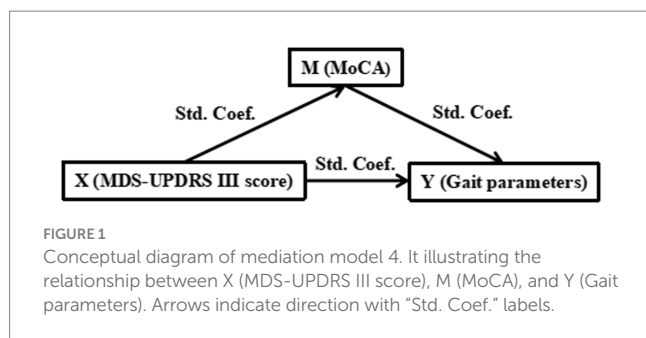 M (MoCA)
Std. Coef.
Std. Coef.
Std. Coef.
X (MDS-UPDRS III score)
Y (Gait parameters)
FIGURE 1
Conceptual diagram of mediation model 4. It illustrating the
relationship between X (MDS-UPDRS III score), M (MoCA), and Y (Gait
parameters). Arrows indicate direction with “Std. Coef.” labels.